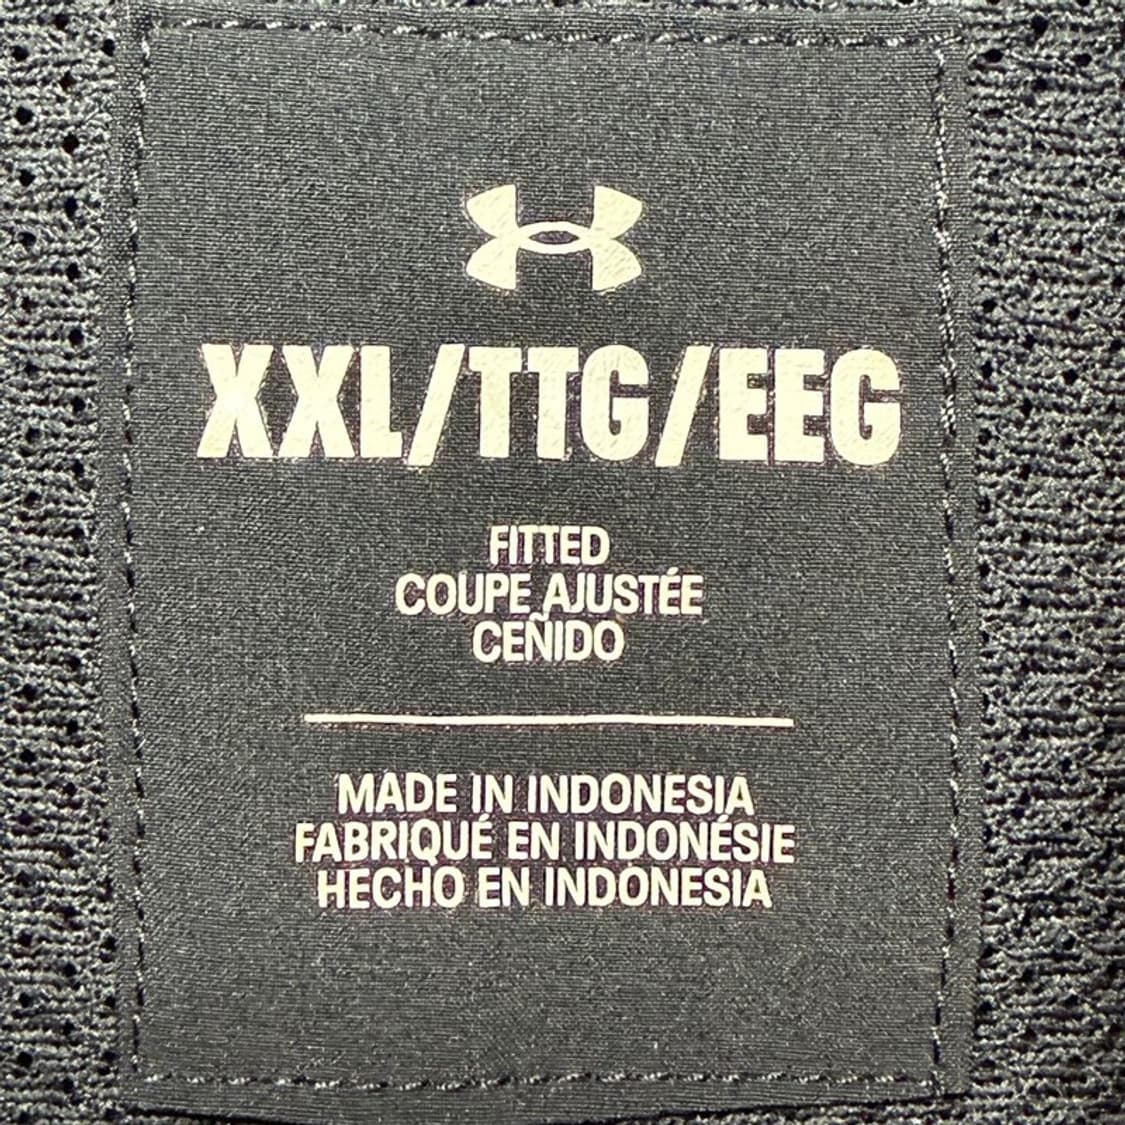 XXL/TTG/EEG
FITTED
COUPE AJUSTÉE
CEÑIDO
MADE IN INDONESIA
FABRIQUÉ EN INDONÉSIE
HECHO EN INDONESIA